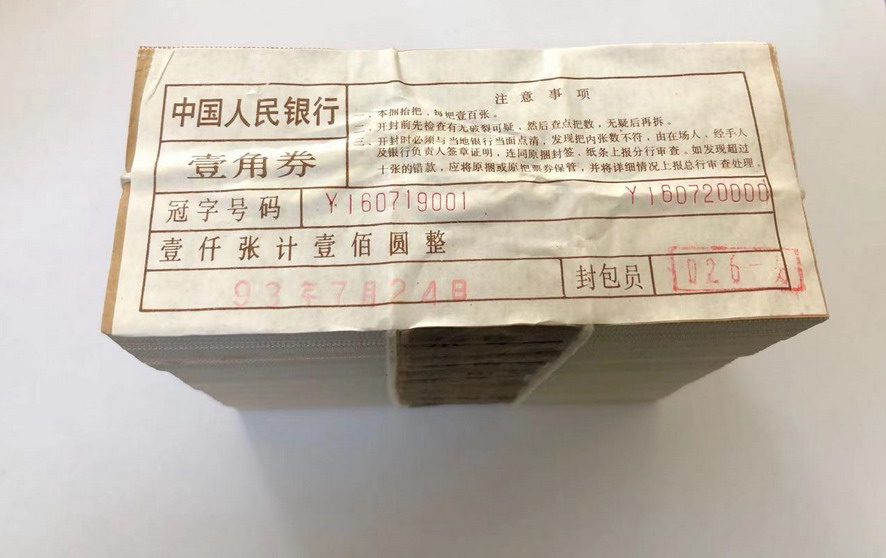 中国人民银行
壹角券
注意事项
一、本捆拾把，每把壹百张。
二、开封前先检查有无破裂可疑，然后查点把数，无疑后再拆。
三、开封时必须与当地银行当面点清，发现把内张数不符，由在场人、经手人
及银行负责人签章证明，连同原捆封签、纸条上报分行审查，如发现超过
十张的错款，应将原捆或原把票券保管，并将详细情况上报总行审查处理。
冠字号码 YI60719001 YI60720000
壹仟张计壹佰圆整
93年7月24日 封包员 026-